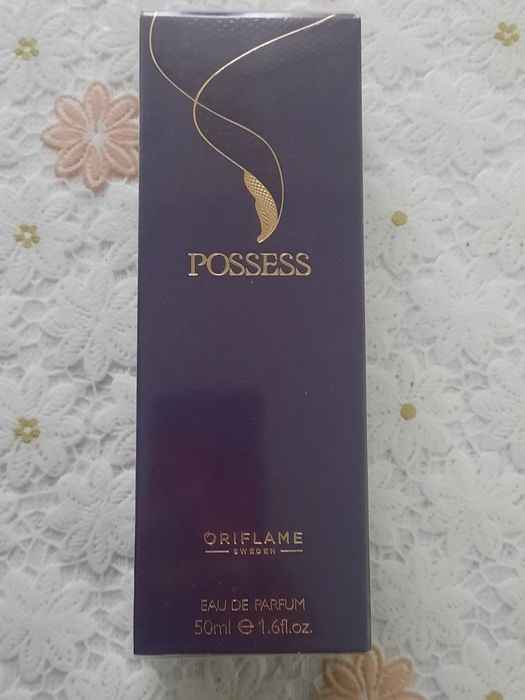 POSSESS
ORIFLAME
SWEDEN
EAU DE PARFUM
50ml ℮ 1.6fl.oz.